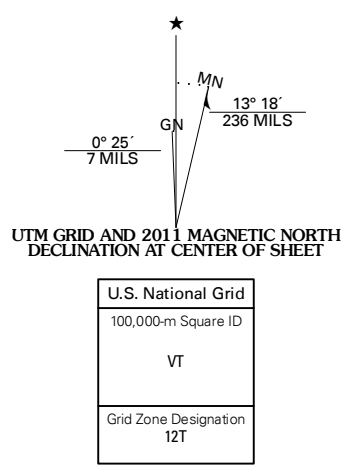 ★
MN
GN
13° 18´
236 MILS
0° 25´
7 MILS
UTM GRID AND 2011 MAGNETIC NORTH
DECLINATION AT CENTER OF SHEET
U.S. National Grid
100,000-m Square ID
VT
Grid Zone Designation
12T